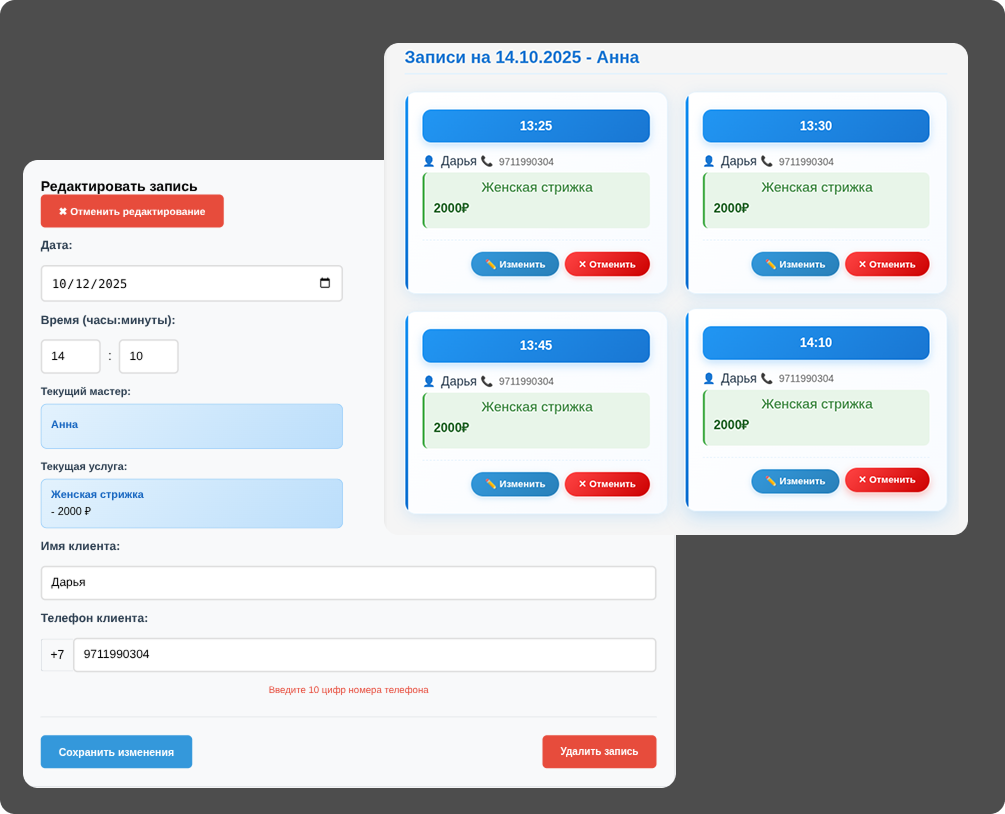 Записи на 14.10.2025 - Анна
13:25
👤 Дарья 📞 9711990304
Женская стрижка
2000₽
✏️ Изменить
✕ Отменить
13:30
👤 Дарья 📞 9711990304
Женская стрижка
2000₽
✏️ Изменить
✕ Отменить
13:45
👤 Дарья 📞 9711990304
Женская стрижка
2000₽
✏️ Изменить
✕ Отменить
14:10
👤 Дарья 📞 9711990304
Женская стрижка
2000₽
✏️ Изменить
✕ Отменить
Редактировать запись
✖ Отменить редактирование
Дата:
10/12/2025
Время (часы:минуты):
14 : 10
Текущий мастер:
Анна
Текущая услуга:
Женская стрижка
- 2000 ₽
Имя клиента:
Дарья
Телефон клиента:
+7 9711990304
Введите 10 цифр номера телефона
Сохранить изменения
Удалить запись